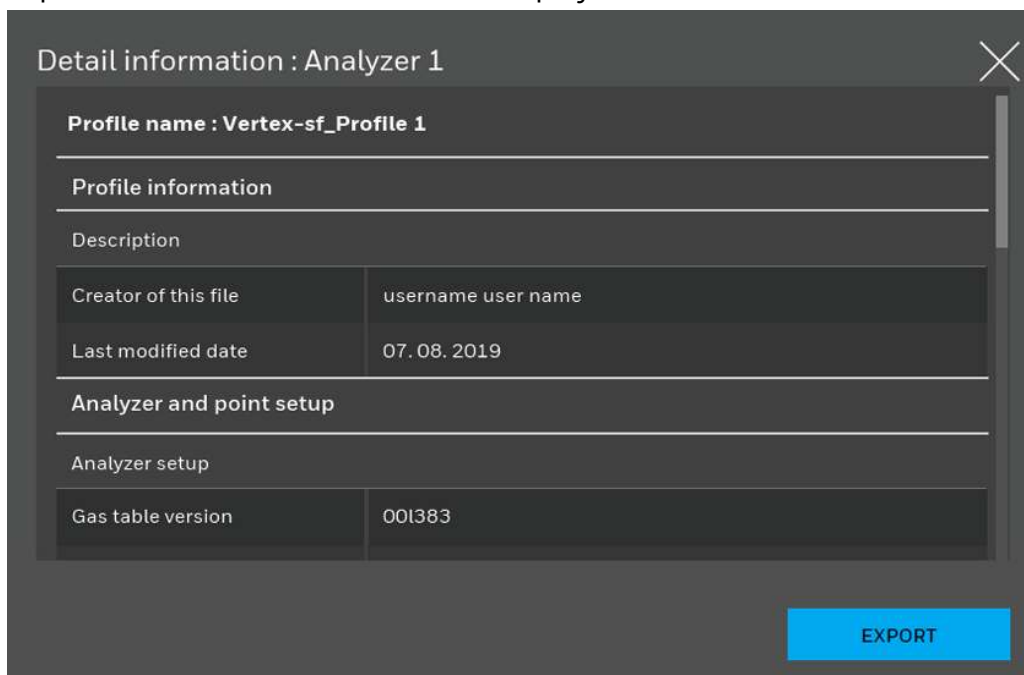 Detail information : Analyzer 1
Profile name : Vertex-sf_Profile 1
Profile information
Description
Creator of this file username user name
Last modified date 07. 08. 2019
Analyzer and point setup
Analyzer setup
Gas table version 00l383
EXPORT